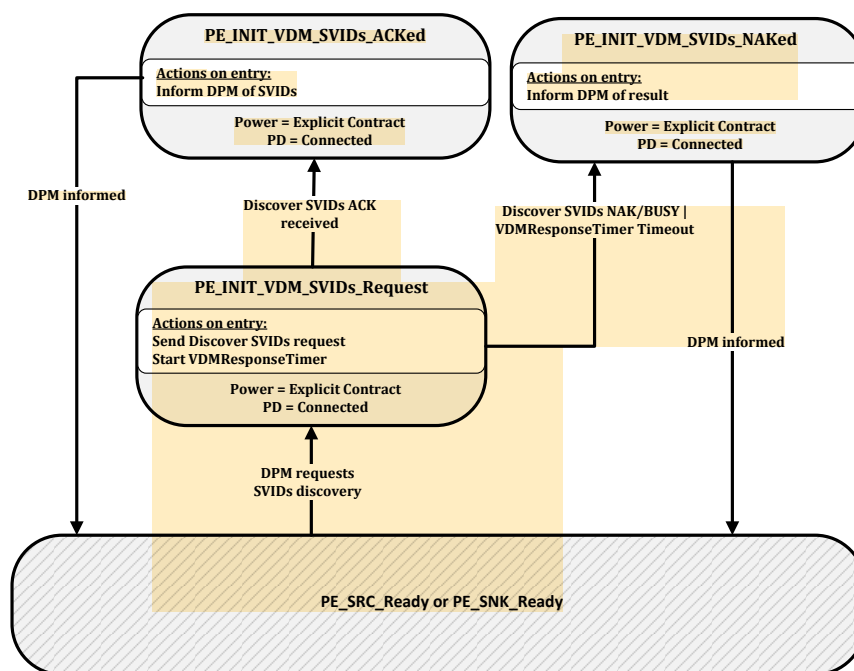 PE_INIT_VDM_SVIDs_ACKed
Actions on entry:
Inform DPM of SVIDs
Power = Explicit Contract
PD = Connected
PE_INIT_VDM_SVIDs_NAKed
Actions on entry:
Inform DPM of result
Power = Explicit Contract
PD = Connected
DPM informed
Discover SVIDs ACK
received
Discover SVIDs NAK/BUSY |
VDMResponseTimer Timeout
PE_INIT_VDM_SVIDs_Request
Actions on entry:
Send Discover SVIDs request
Start VDMResponseTimer
Power = Explicit Contract
PD = Connected
DPM informed
DPM requests
SVIDs discovery
PE_SRC_Ready or PE_SNK_Ready